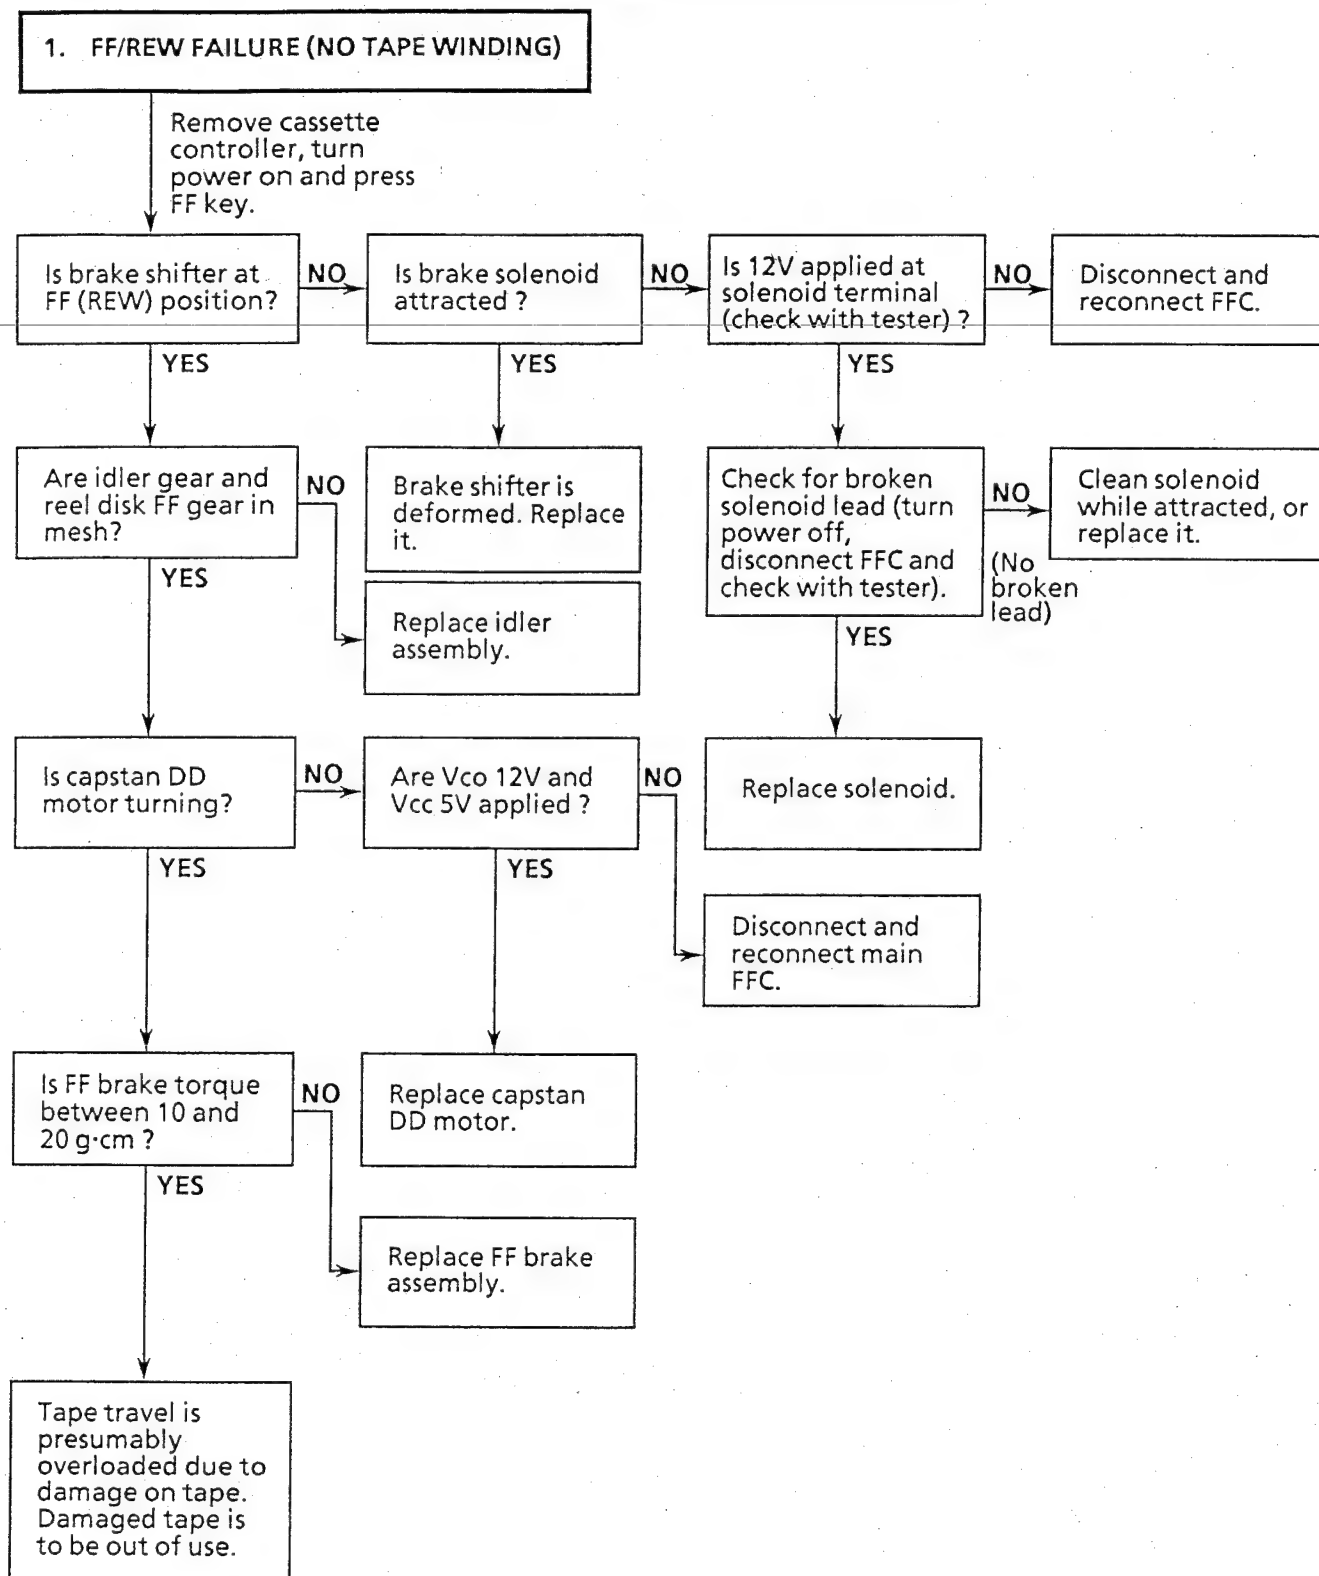 1. FF/REW FAILURE (NO TAPE WINDING)
Remove cassette
controller, turn
power on and press
FF key.
Is brake shifter at
FF (REW) position?
NO
Is brake solenoid
attracted ?
NO
Is 12V applied at
solenoid terminal
(check with tester) ?
NO
Disconnect and
reconnect FFC.
YES
YES
YES
Are idler gear and
reel disk FF gear in
mesh?
NO
Brake shifter is
deformed. Replace
it.
Check for broken
solenoid lead (turn
power off,
disconnect FFC and
check with tester).
NO
(No
broken
lead)
Clean solenoid
while attracted, or
replace it.
YES
Replace idler
assembly.
YES
Is capstan DD
motor turning?
NO
Are Vco 12V and
Vcc 5V applied ?
NO
Replace solenoid.
YES
YES
Disconnect and
reconnect main
FFC.
Is FF brake torque
between 10 and
20 g·cm ?
NO
Replace capstan
DD motor.
YES
Replace FF brake
assembly.
Tape travel is
presumably
overloaded due to
damage on tape.
Damaged tape is
to be out of use.